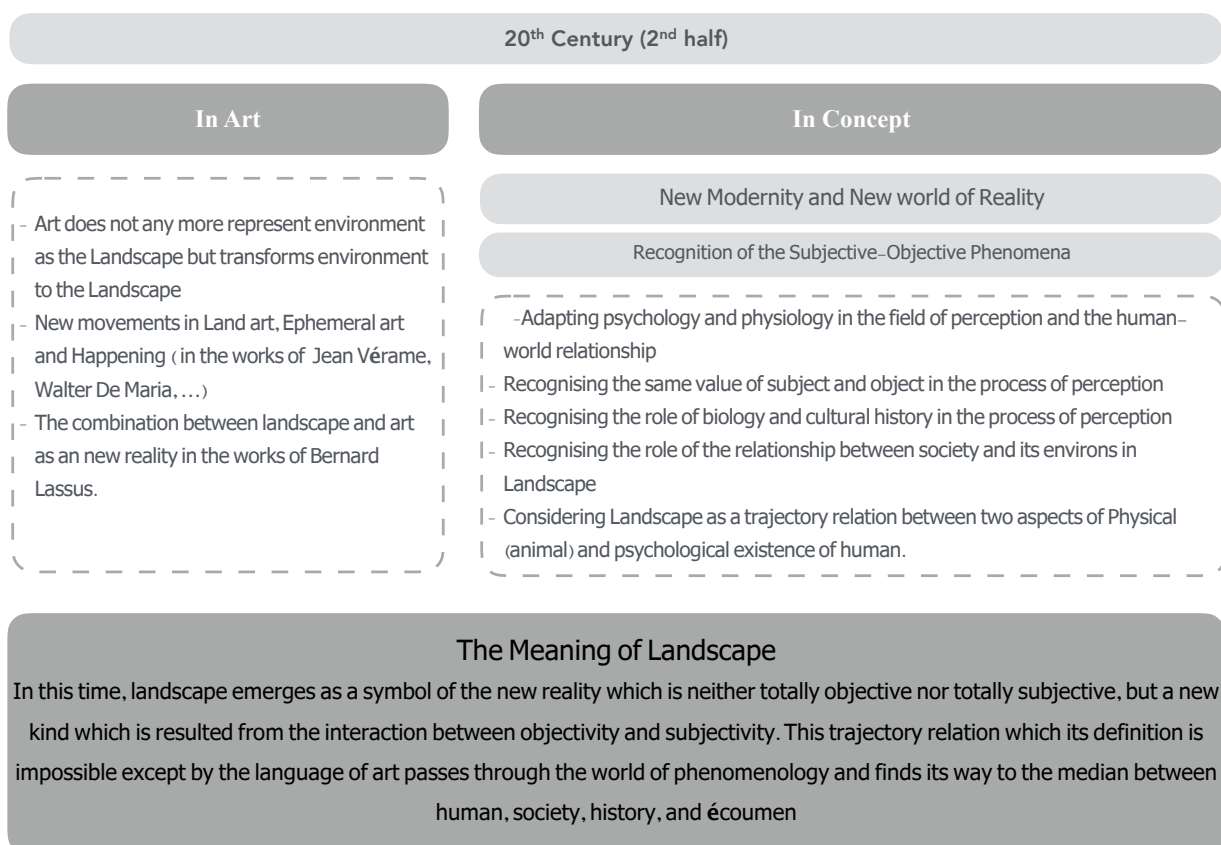 20th Century (2nd half)
In Art
In Concept
- Art does not any more represent environment
as the Landscape but transforms environment
to the Landscape
- New movements in Land art, Ephemeral art
and Happening (in the works of Jean Vérame,
Walter De Maria, ...)
- The combination between landscape and art
as an new reality in the works of Bernard
Lassus.
New Modernity and New world of Reality
Recognition of the Subjective-Objective Phenomena
-Adapting psychology and physiology in the field of perception and the human-
world relationship
- Recognising the same value of subject and object in the process of perception
- Recognising the role of biology and cultural history in the process of perception
- Recognising the role of the relationship between society and its environs in
Landscape
- Considering Landscape as a trajectory relation between two aspects of Physical
(animal) and psychological existence of human.
The Meaning of Landscape
In this time, landscape emerges as a symbol of the new reality which is neither totally objective nor totally subjective, but a new
kind which is resulted from the interaction between objectivity and subjectivity. This trajectory relation which its definition is
impossible except by the language of art passes through the world of phenomenology and finds its way to the median between
human, society, history, and écoumen